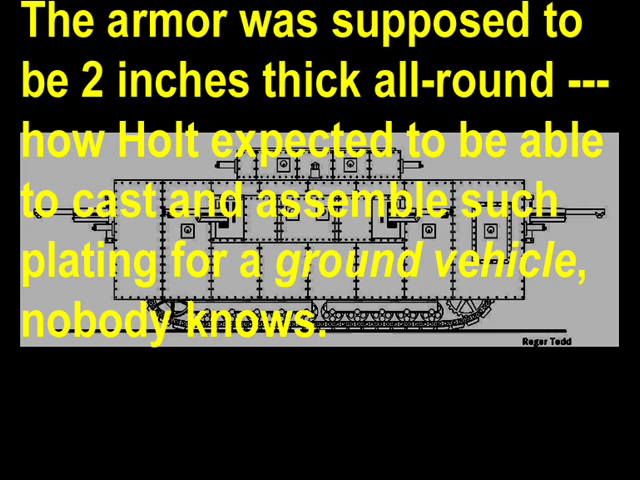 The armor was supposed to
be 2 inches thick all-round ---
how Holt expected to be able
to cast and assemble such
plating for a ground vehicle,
nobody knows.
Roger Todd